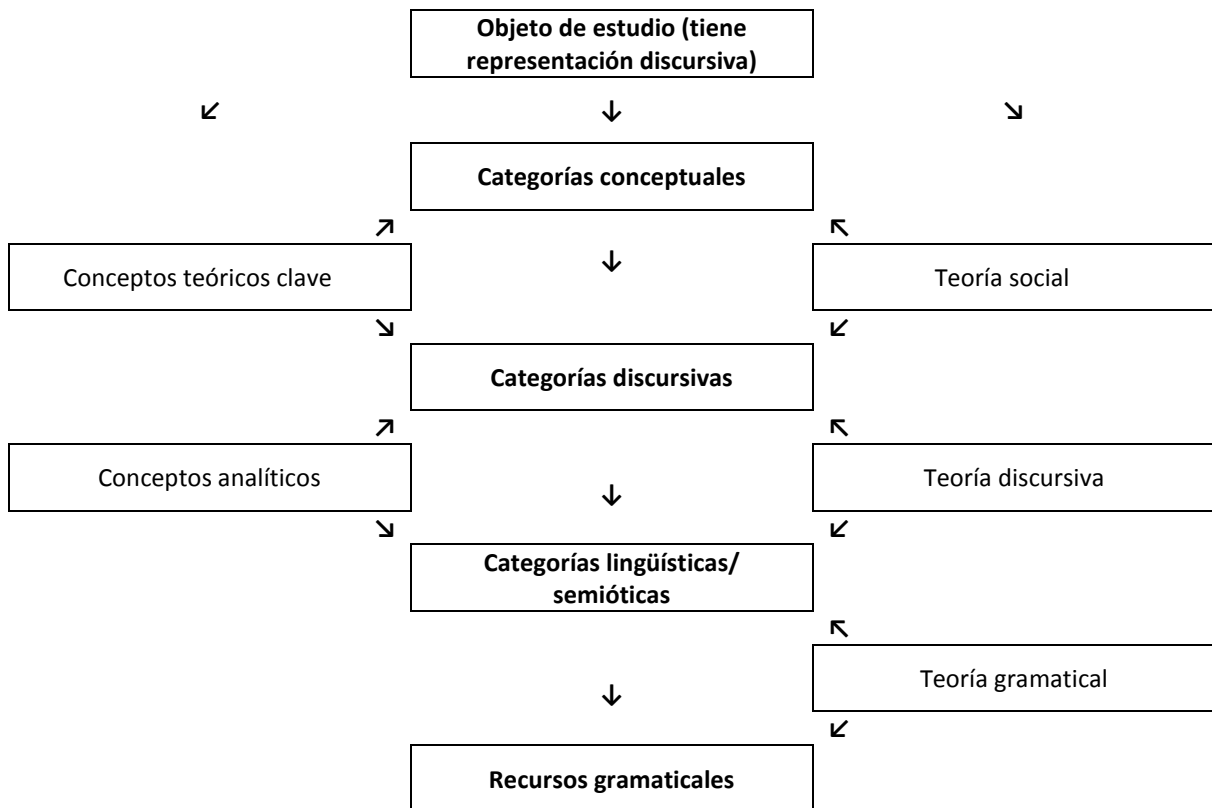 Objeto de estudio (tiene
representación discursiva)
↙ ↓ ↘
Categorías conceptuales
↗ ↖
Conceptos teóricos clave ↓ Teoría social
↘ ↙
Categorías discursivas
↗ ↖
Conceptos analíticos ↓ Teoría discursiva
↘ ↙
Categorías lingüísticas/
semióticas
↖
↓ Teoría gramatical
↙
Recursos gramaticales